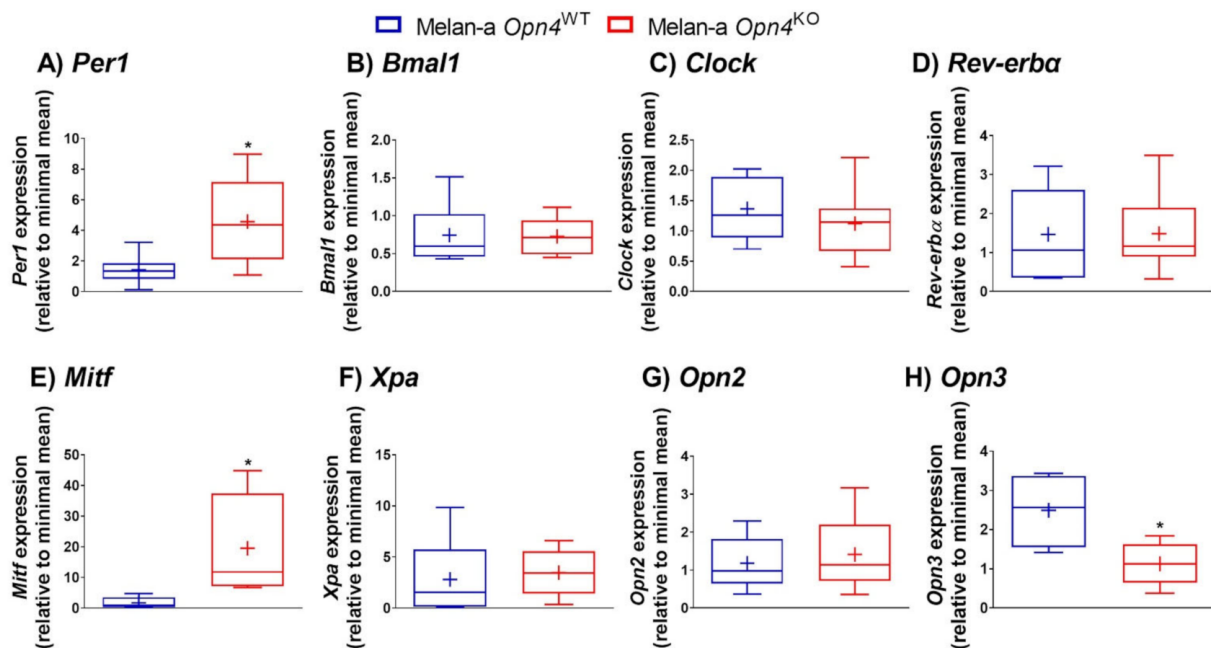 Melan-a Opn4WT Melan-a Opn4KO
A) Per1
Per1 expression
(relative to minimal mean)
10
8
6
4
2
0
*
B) Bmal1
Bmal1 expression
(relative to minimal mean)
2.0
1.5
1.0
0.5
0.0
C) Clock
Clock expression
(relative to minimal mean)
2.5
2.0
1.5
1.0
0.5
0.0
D) Rev-erbα
Rev-erbα expression
(relative to minimal mean)
4
3
2
1
0
E) Mitf
Mitf expression
(relative to minimal mean)
50
40
30
20
10
0
*
F) Xpa
Xpa expression
(relative to minimal mean)
15
10
5
0
G) Opn2
Opn2 expression
(relative to minimal mean)
4
3
2
1
0
H) Opn3
Opn3 expression
(relative to minimal mean)
4
3
2
1
0
*